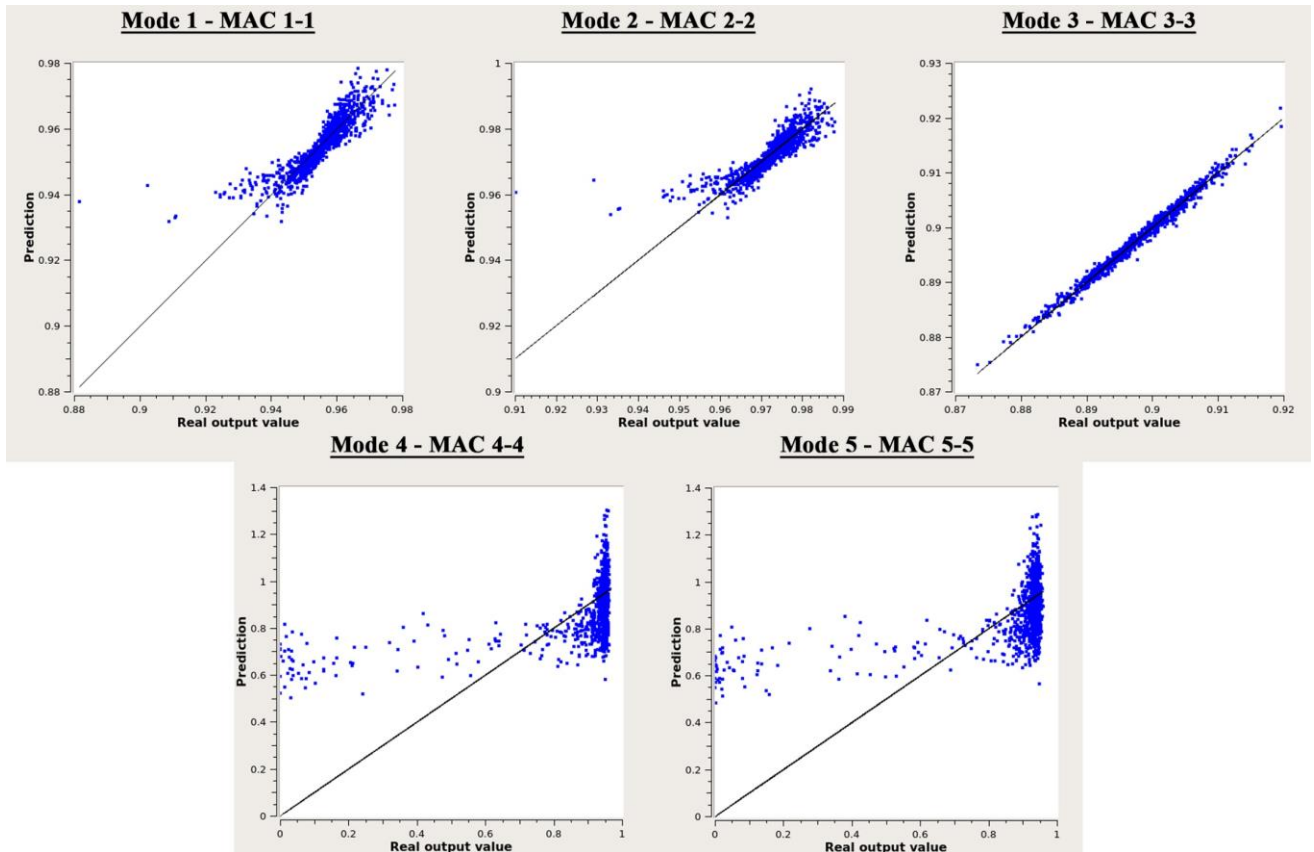 Mode 1 - MAC 1-1
Mode 2 - MAC 2-2
Mode 3 - MAC 3-3
Prediction
0.98
0.96
0.94
0.92
0.9
0.88
0.88 0.9 0.92 0.94 0.96 0.98
Real output value
Prediction
1
0.98
0.96
0.94
0.92
0.9
0.91 0.92 0.93 0.94 0.95 0.96 0.97 0.98 0.99
Real output value
Prediction
0.93
0.92
0.91
0.9
0.89
0.88
0.87
0.87 0.88 0.89 0.9 0.91 0.92
Real output value
Mode 4 - MAC 4-4
Mode 5 - MAC 5-5
Prediction
1.4
1.2
1
0.8
0.6
0.4
0.2
0
0 0.2 0.4 0.6 0.8 1
Real output value
Prediction
1.4
1.2
1
0.8
0.6
0.4
0.2
0
0 0.2 0.4 0.6 0.8 1
Real output value